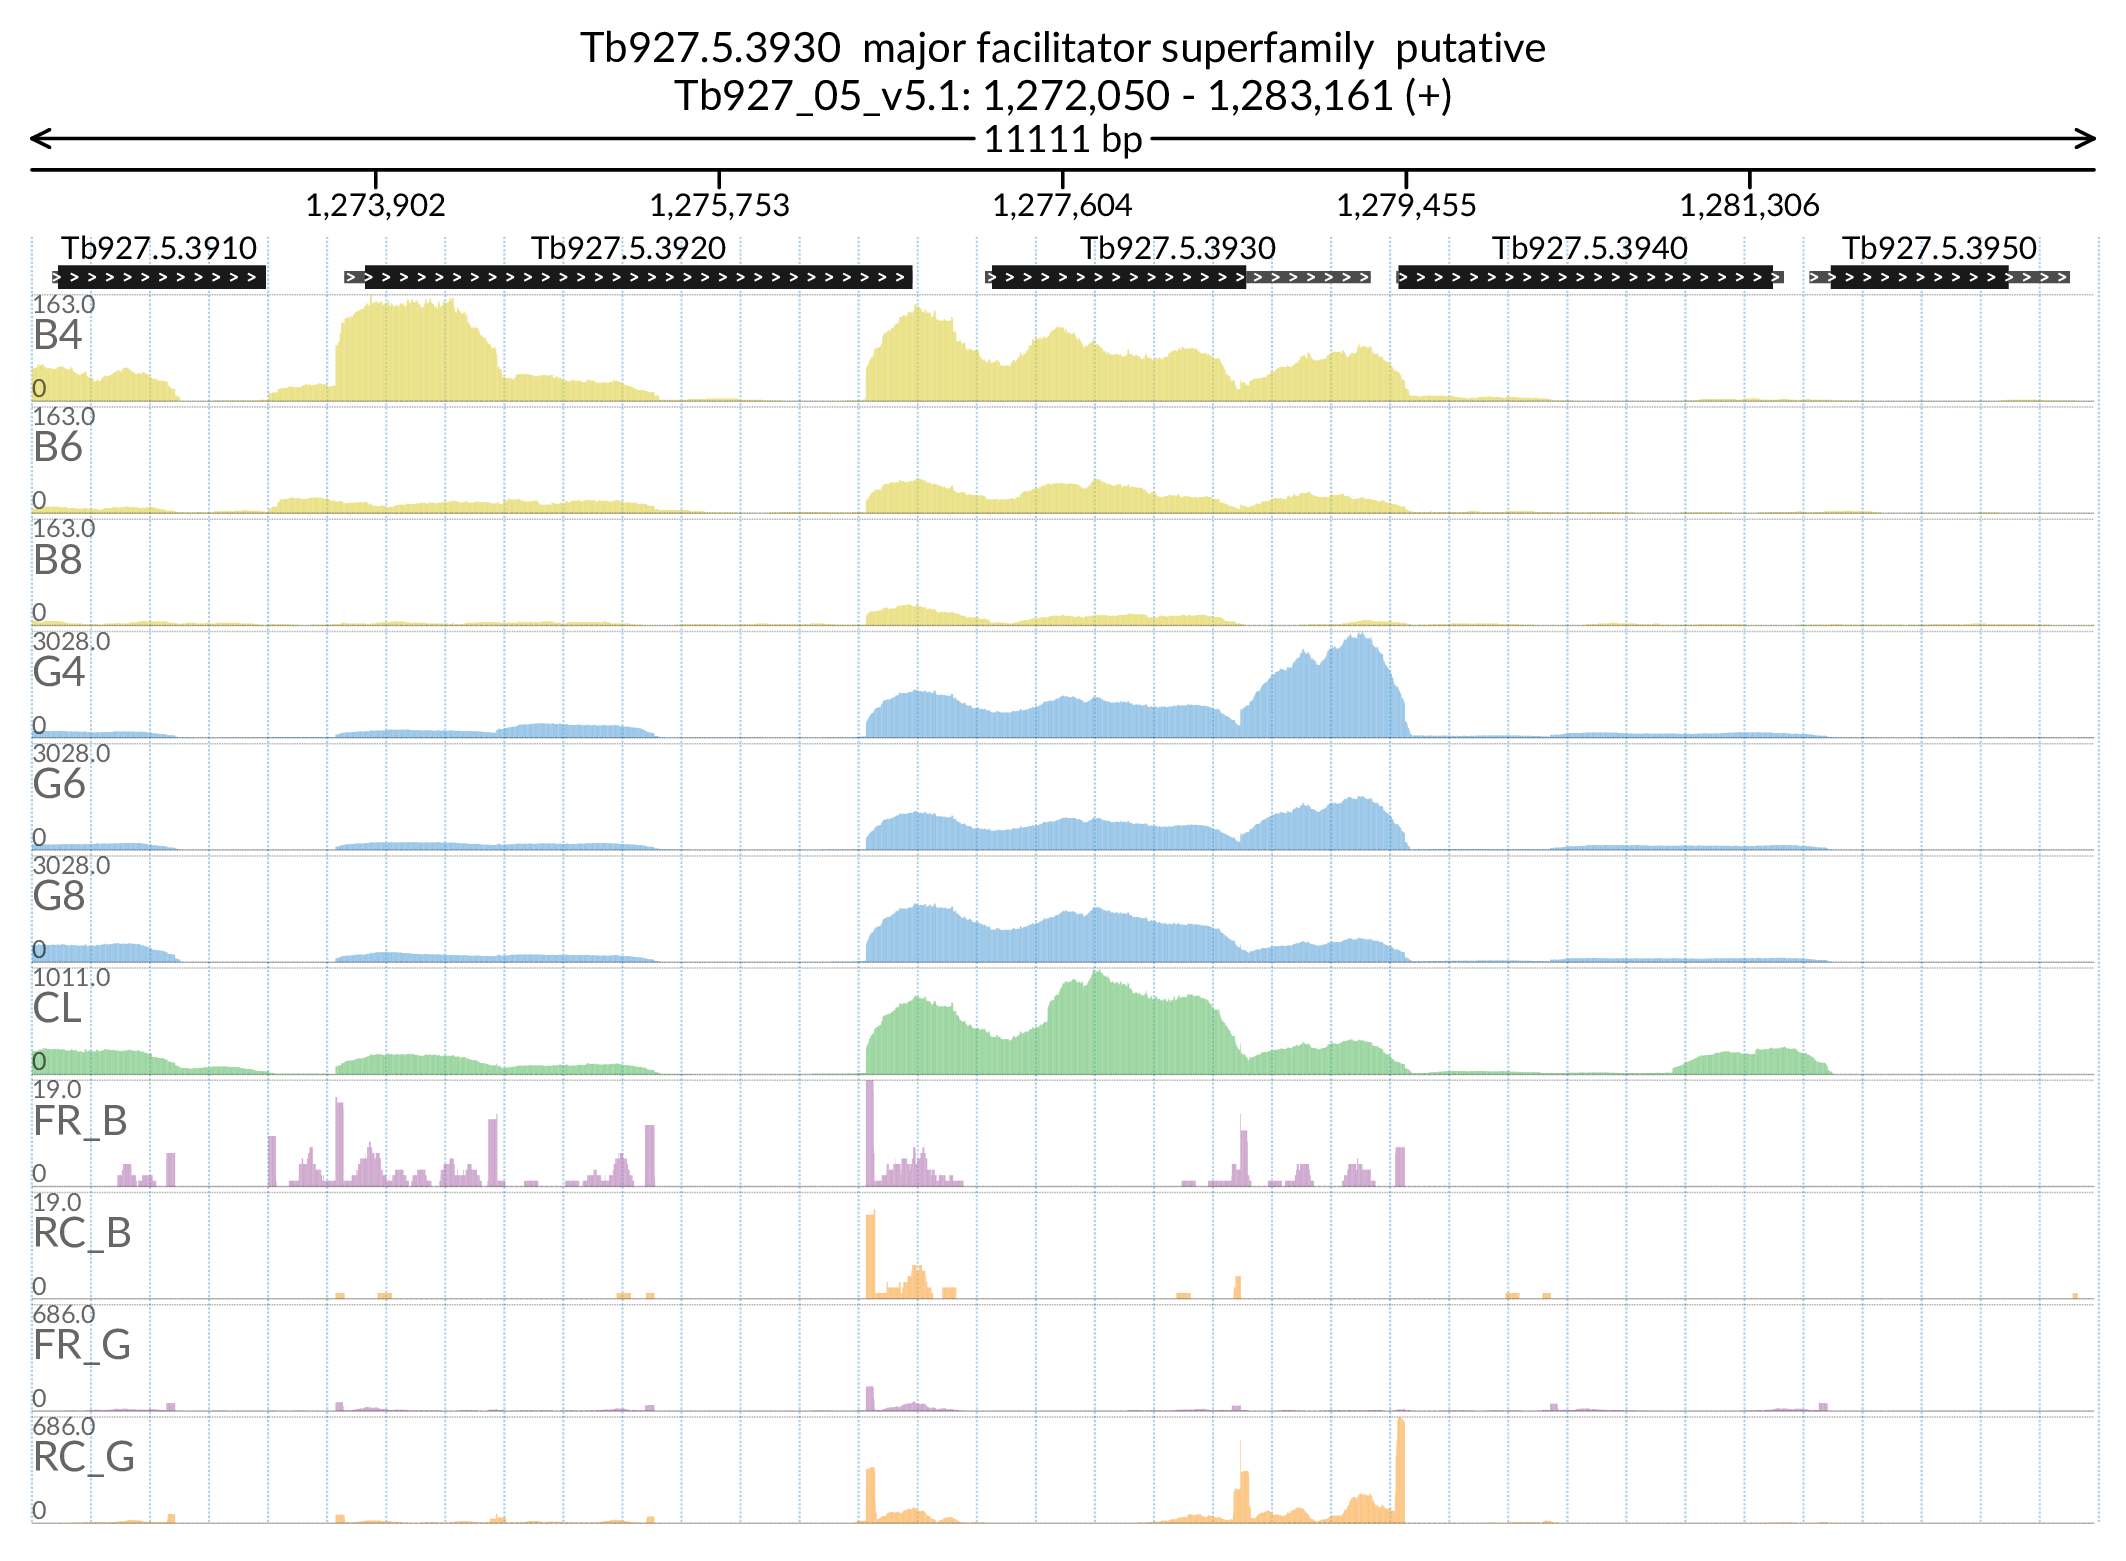 Tb927.5.3930  major facilitator superfamily  putative
Tb927_05_v5.1: 1,272,050 - 1,283,161 (+)
11111 bp
1,273,902 1,275,753 1,277,604 1,279,455 1,281,306
Tb927.5.3910 Tb927.5.3920 Tb927.5.3930 Tb927.5.3940 Tb927.5.3950
163.0
B4
0
163.0
B6
0
163.0
B8
0
3028.0
G4
0
3028.0
G6
0
3028.0
G8
0
1011.0
CL
0
19.0
FR_B
0
19.0
RC_B
0
686.0
FR_G
0
686.0
RC_G
0